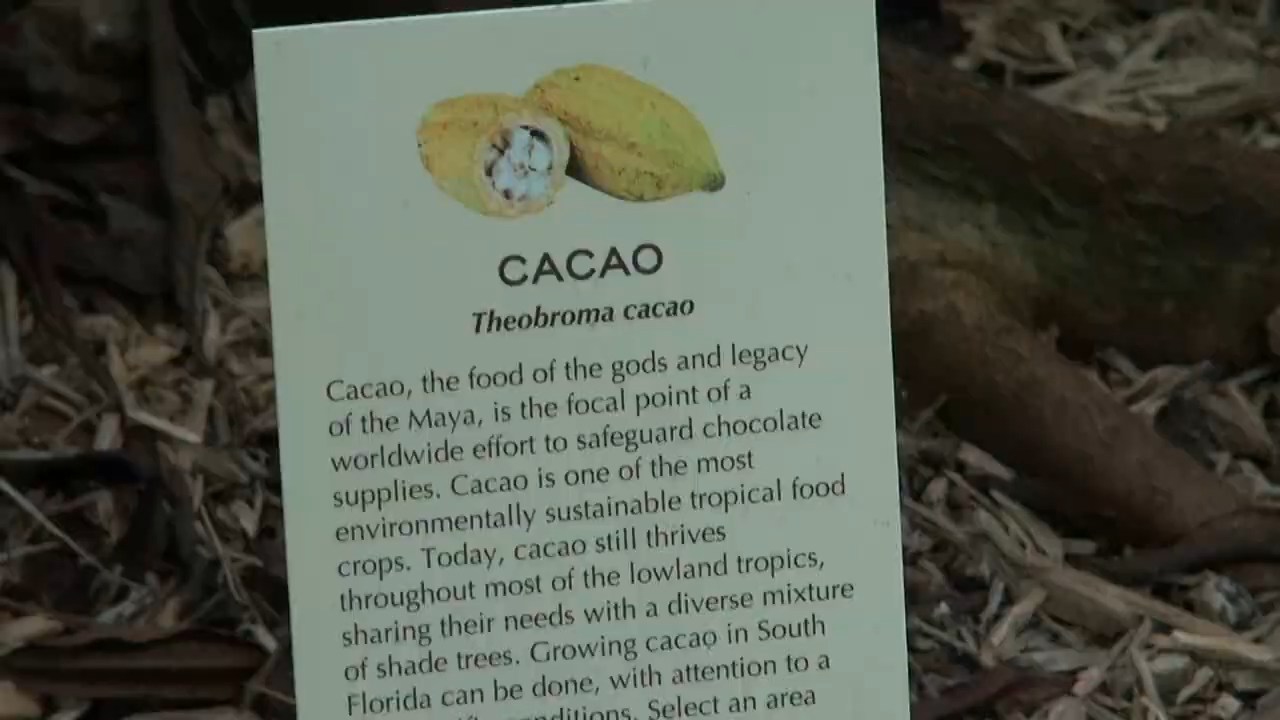 CACAO
Theobroma cacao
Cacao, the food of the gods and legacy
of the Maya, is the focal point of a
worldwide effort to safeguard chocolate
supplies. Cacao is one of the most
environmentally sustainable tropical food
crops. Today, cacao still thrives
throughout most of the lowland tropics,
sharing their needs with a diverse mixture
of shade trees. Growing cacao in South
Florida can be done, with attention to a
conditions. Select an area